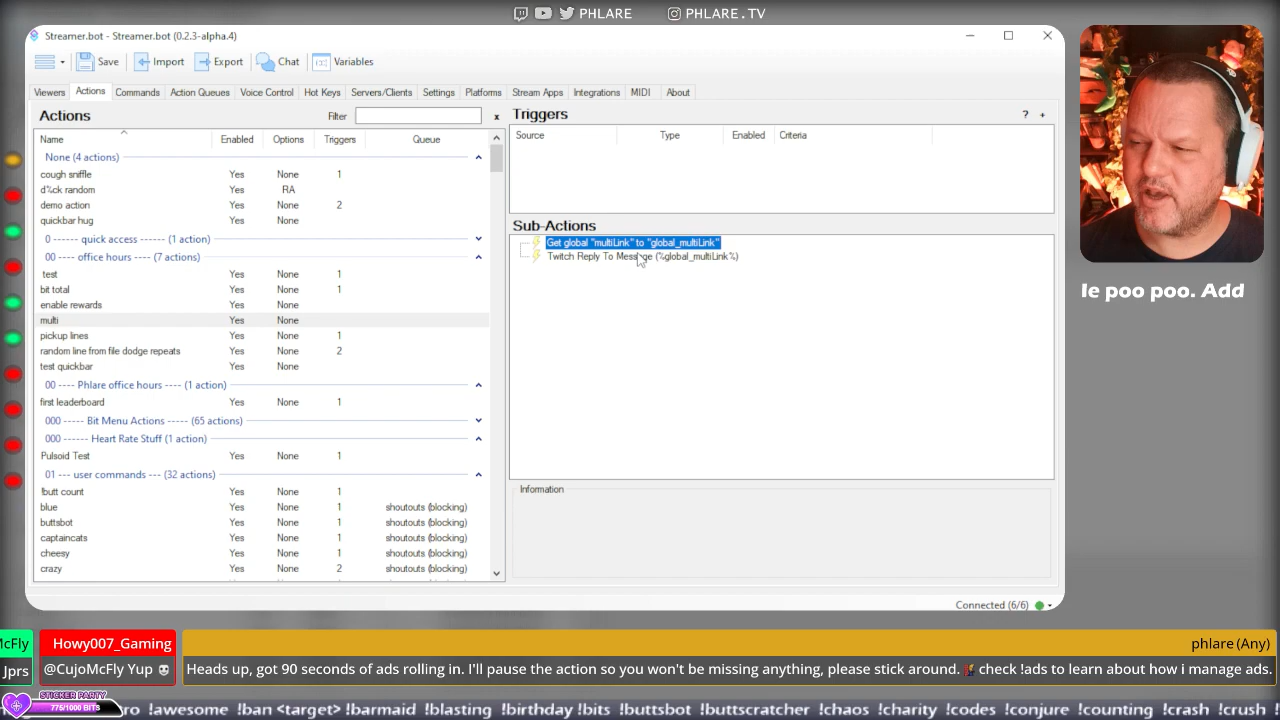 PHLARE
PHLARE.TV
Streamer.bot - Streamer.bot (0.2.3-alpha.4)
Save
Import
Export
Chat
Variables
Viewers
Actions
Commands
Action Queues
Voice Control
Hot Keys
Servers/Clients
Settings
Platforms
Stream Apps
Integrations
MIDI
About
Actions
Filter
x
Name
Enabled
Options
Triggers
Queue
None (4 actions)
cough sniffle Yes None 1
d%ck random Yes RA
demo action Yes None 2
quickbar hug Yes None
0 ------ quick access ------ (1 action)
00 ---- office hours ---- (7 actions)
test Yes None 1
bit total Yes None 1
enable rewards Yes None
multi Yes None
pickup lines Yes None 1
random line from file dodge repeats Yes None 2
test quickbar Yes None
00 ---- Phlare office hours ---- (1 action)
first leaderboard Yes None 1
000 ----- Bit Menu Actions ----- (65 actions)
000 ------ Heart Rate Stuff (1 action)
Pulsoid Test Yes None 1
01 --- user commands --- (32 actions)
!butt count Yes None 1
blue Yes None 1 shoutouts (blocking)
buttsbot Yes None 1 shoutouts (blocking)
captaincats Yes None 1 shoutouts (blocking)
cheesy Yes None 1 shoutouts (blocking)
crazy Yes None 2 shoutouts (blocking)
Triggers
? +
Source Type Enabled Criteria
Sub-Actions
Get global "multiLink" to "global_multiLink"
Twitch Reply To Message (%global_multiLink%)
Information
Connected (6/6)
le poo poo. Add
McFly
Jprs
Howy007_Gaming
@CujoMcFly Yup
phlare (Any)
Heads up, got 90 seconds of ads rolling in. I'll pause the action so you won't be missing anything, please stick around. check !ads to learn about how i manage ads.
STICKER PARTY
775/1000 BITS
ro !awesome !ban <target> !barmaid !blasting !birthday !bits !buttsbot !buttscratcher !chaos !charity !codes !conjure !counting !crash !crush